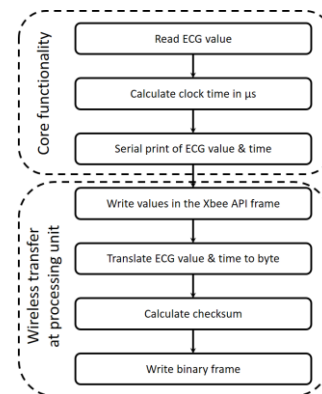 Core functionality
Read ECG value
Calculate clock time in µs
Serial print of ECG value & time
Wireless transfer
at processing unit
Write values in the Xbee API frame
Translate ECG value & time to byte
Calculate checksum
Write binary frame